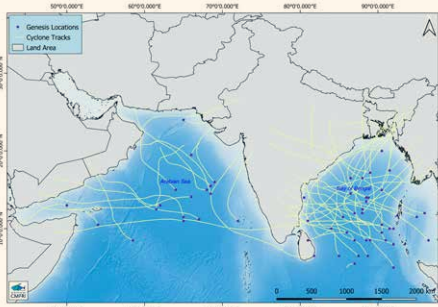 50°0'0.000"E
60°0'0.000"E
70°0'0.000"E
80°0'0.000"E
90°0'0.000"E
Genesis Locations
Cyclone Tracks
Land Area
Arabian Sea
Bay of Bengal
CMFRI
0 500 1000 1500 2000 km